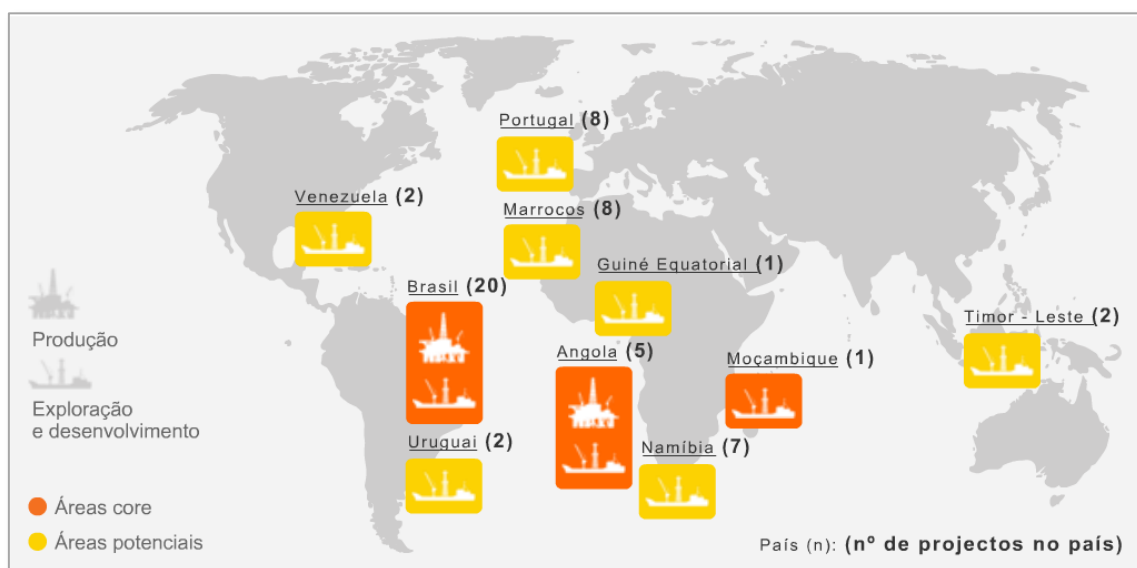 Portugal (8)
Venezuela (2)
Marrocos (8)
Guiné Equatorial (1)
Brasil (20)
Timor - Leste (2)
Produção
Angola (5)
Moçambique (1)
Exploração
e desenvolvimento
Uruguai (2)
Namíbia (7)
Áreas core
Áreas potenciais
País (n): (nº de projectos no país)